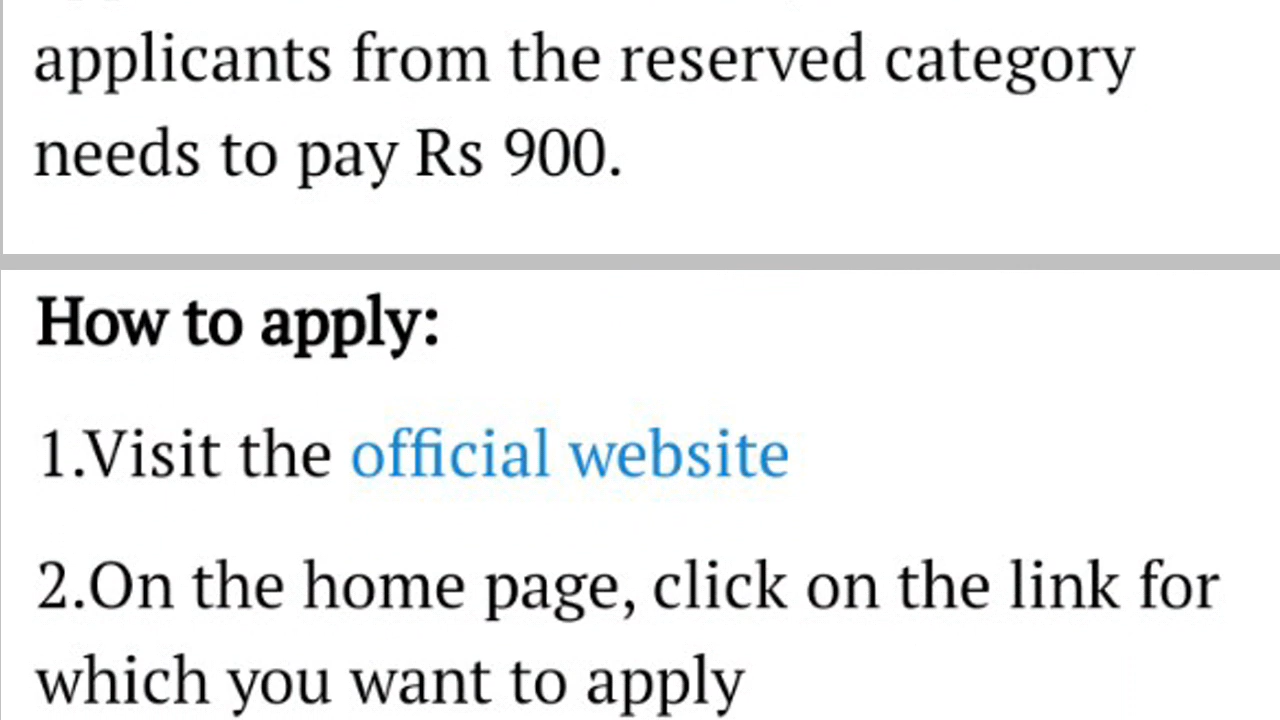 applicants from the reserved category
needs to pay Rs 900.
How to apply:
1.Visit the official website
2.On the home page, click on the link for
which you want to apply